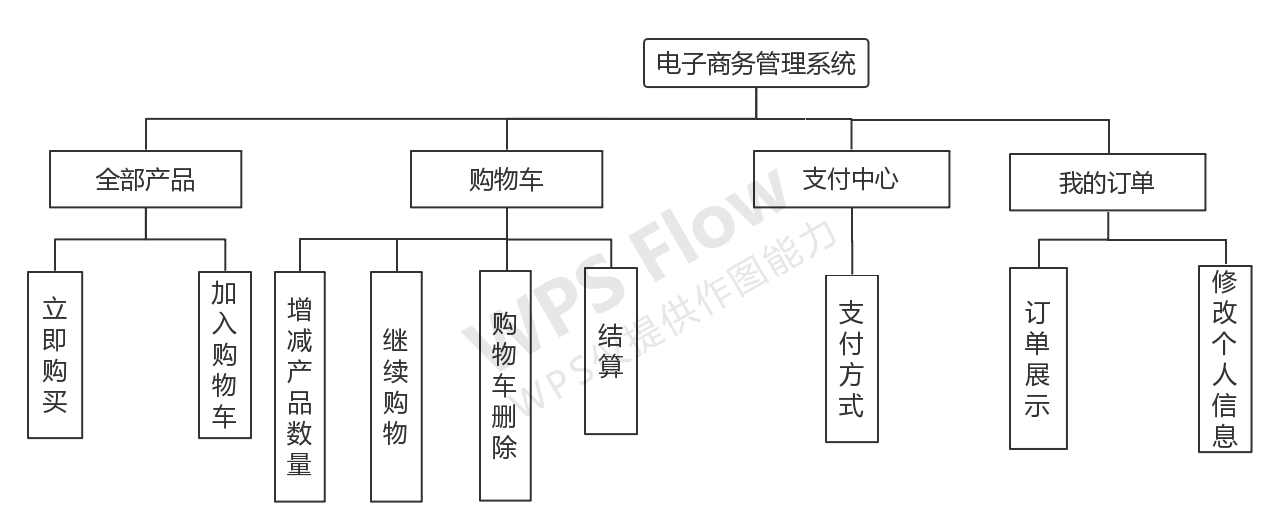 电子商务管理系统
全部产品
购物车
支付中心
我的订单
立即购买
加入购物车
增减产品数量
继续购物
购物车删除
结算
支付方式
订单展示
修改个人信息
WPS Flow
WPS仅提供作图能力